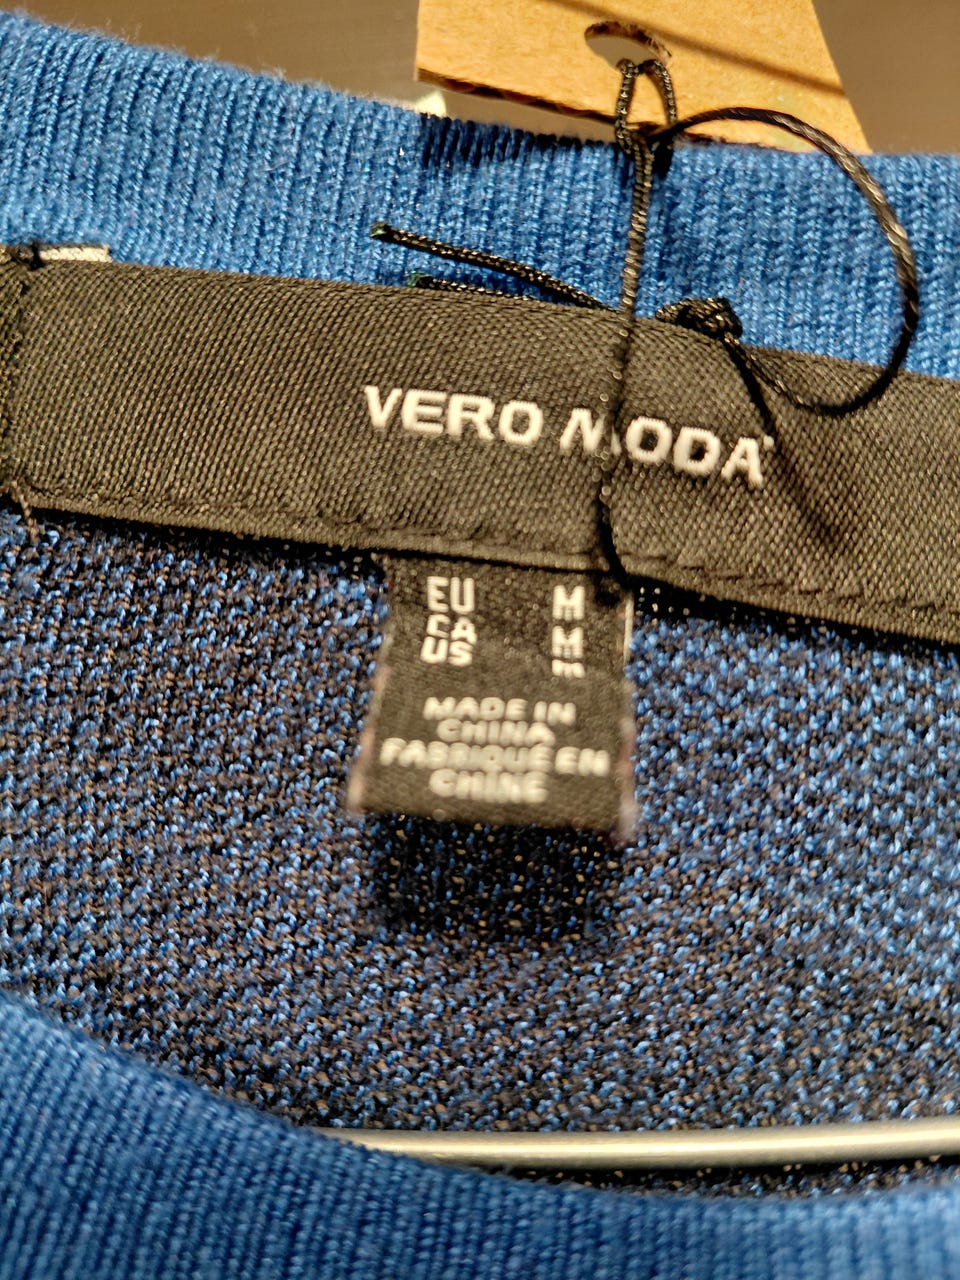 VERO MODA
EU M
CA M
US M
MADE IN
CHINA
FABRIQUÉ EN
CHINE